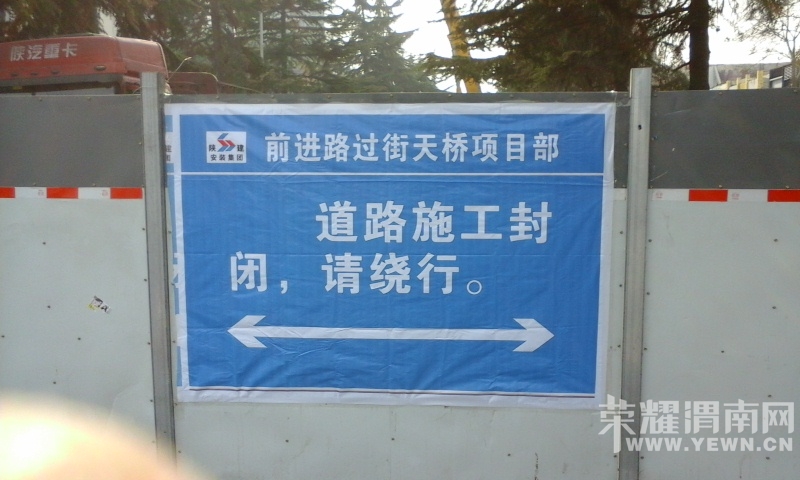 陕汽重卡
陕 建
安装集团
前进路过街天桥项目部
道路施工封
闭，请绕行。
荣耀渭南网
WWW.YEWN.CN